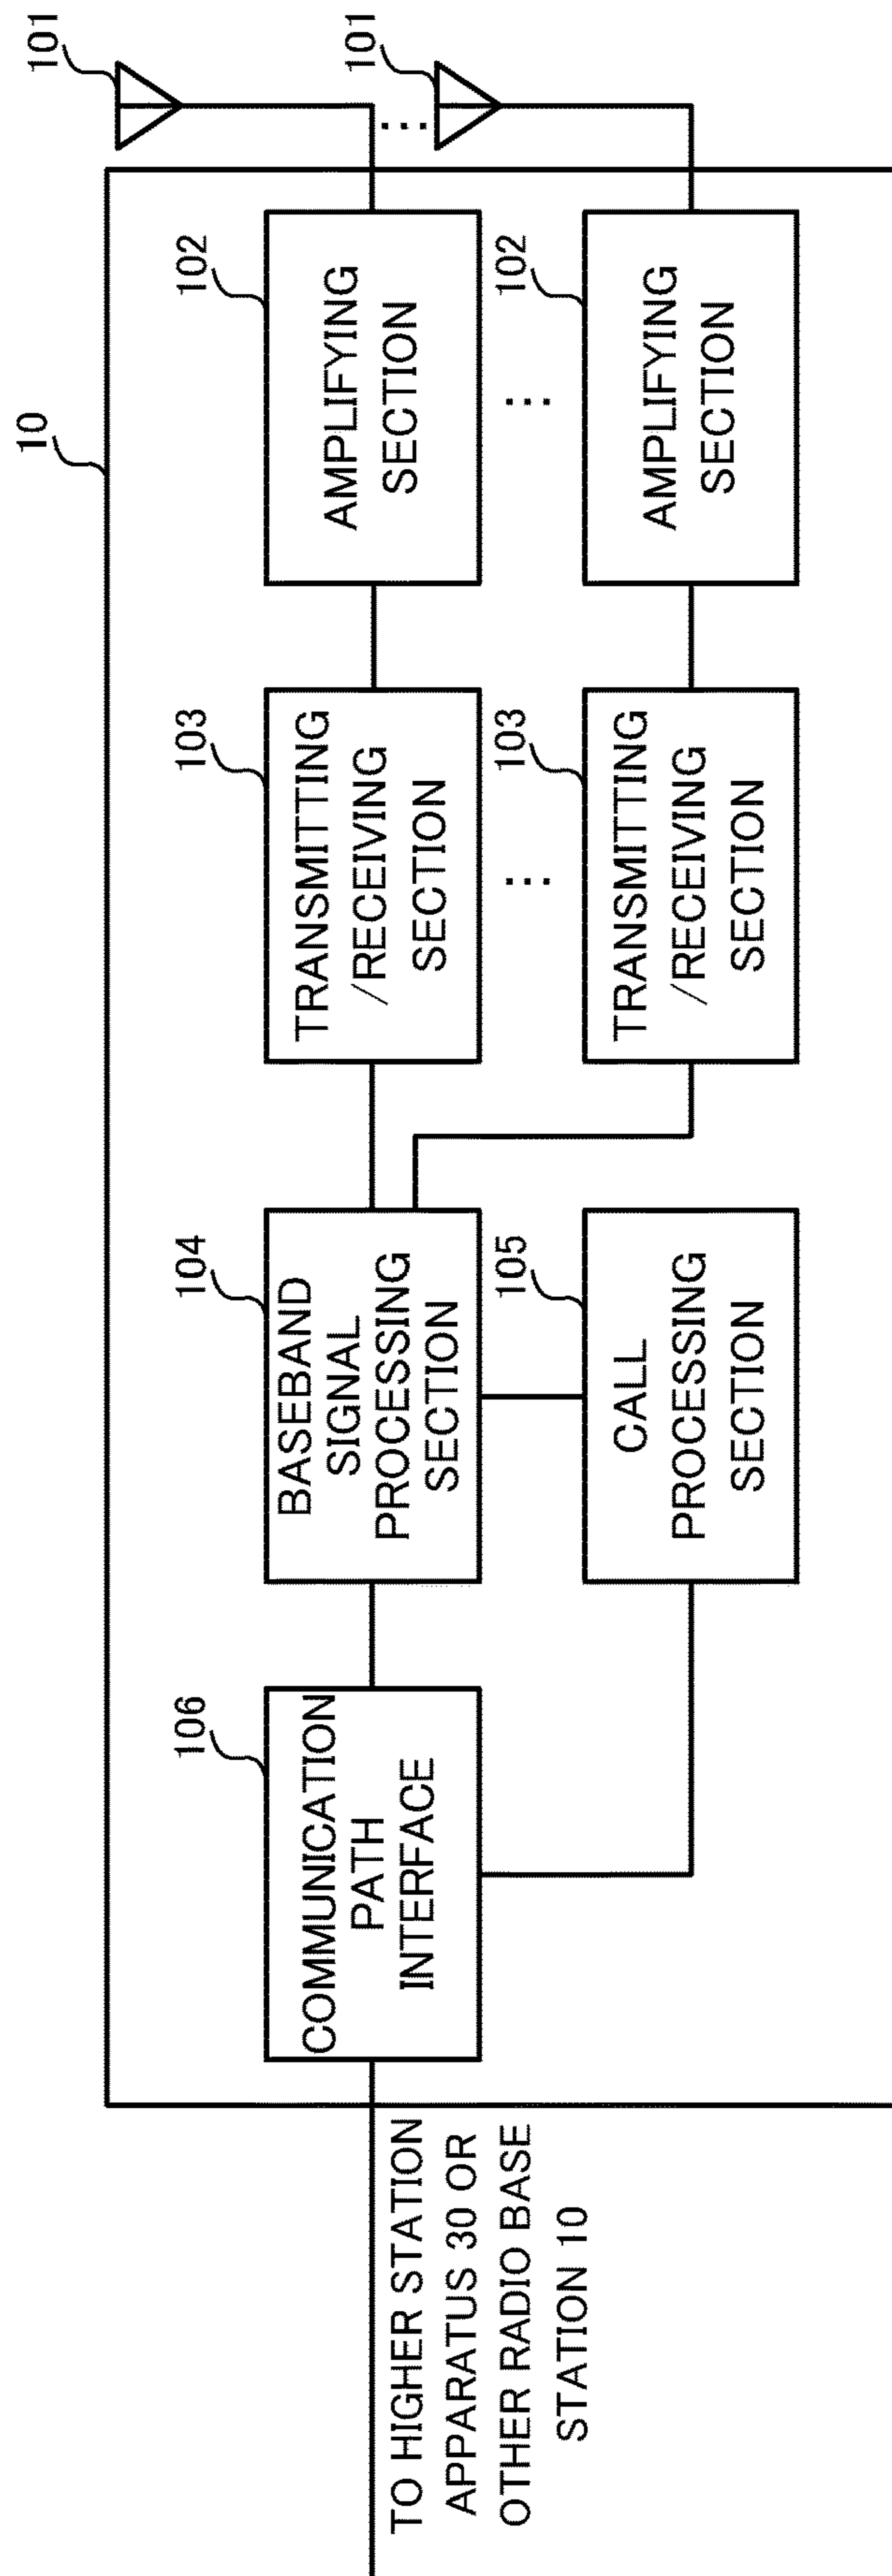 10
101
102
AMPLIFYING
SECTION
103
TRANSMITTING
/RECEIVING
SECTION
104
BASEBAND
SIGNAL
PROCESSING
SECTION
106
COMMUNICATION
PATH
INTERFACE
101
...
102
AMPLIFYING
SECTION
...
103
TRANSMITTING
/RECEIVING
SECTION
...
105
CALL
PROCESSING
SECTION
TO HIGHER STATION
APPARATUS 30 OR
OTHER RADIO BASE
STATION 10